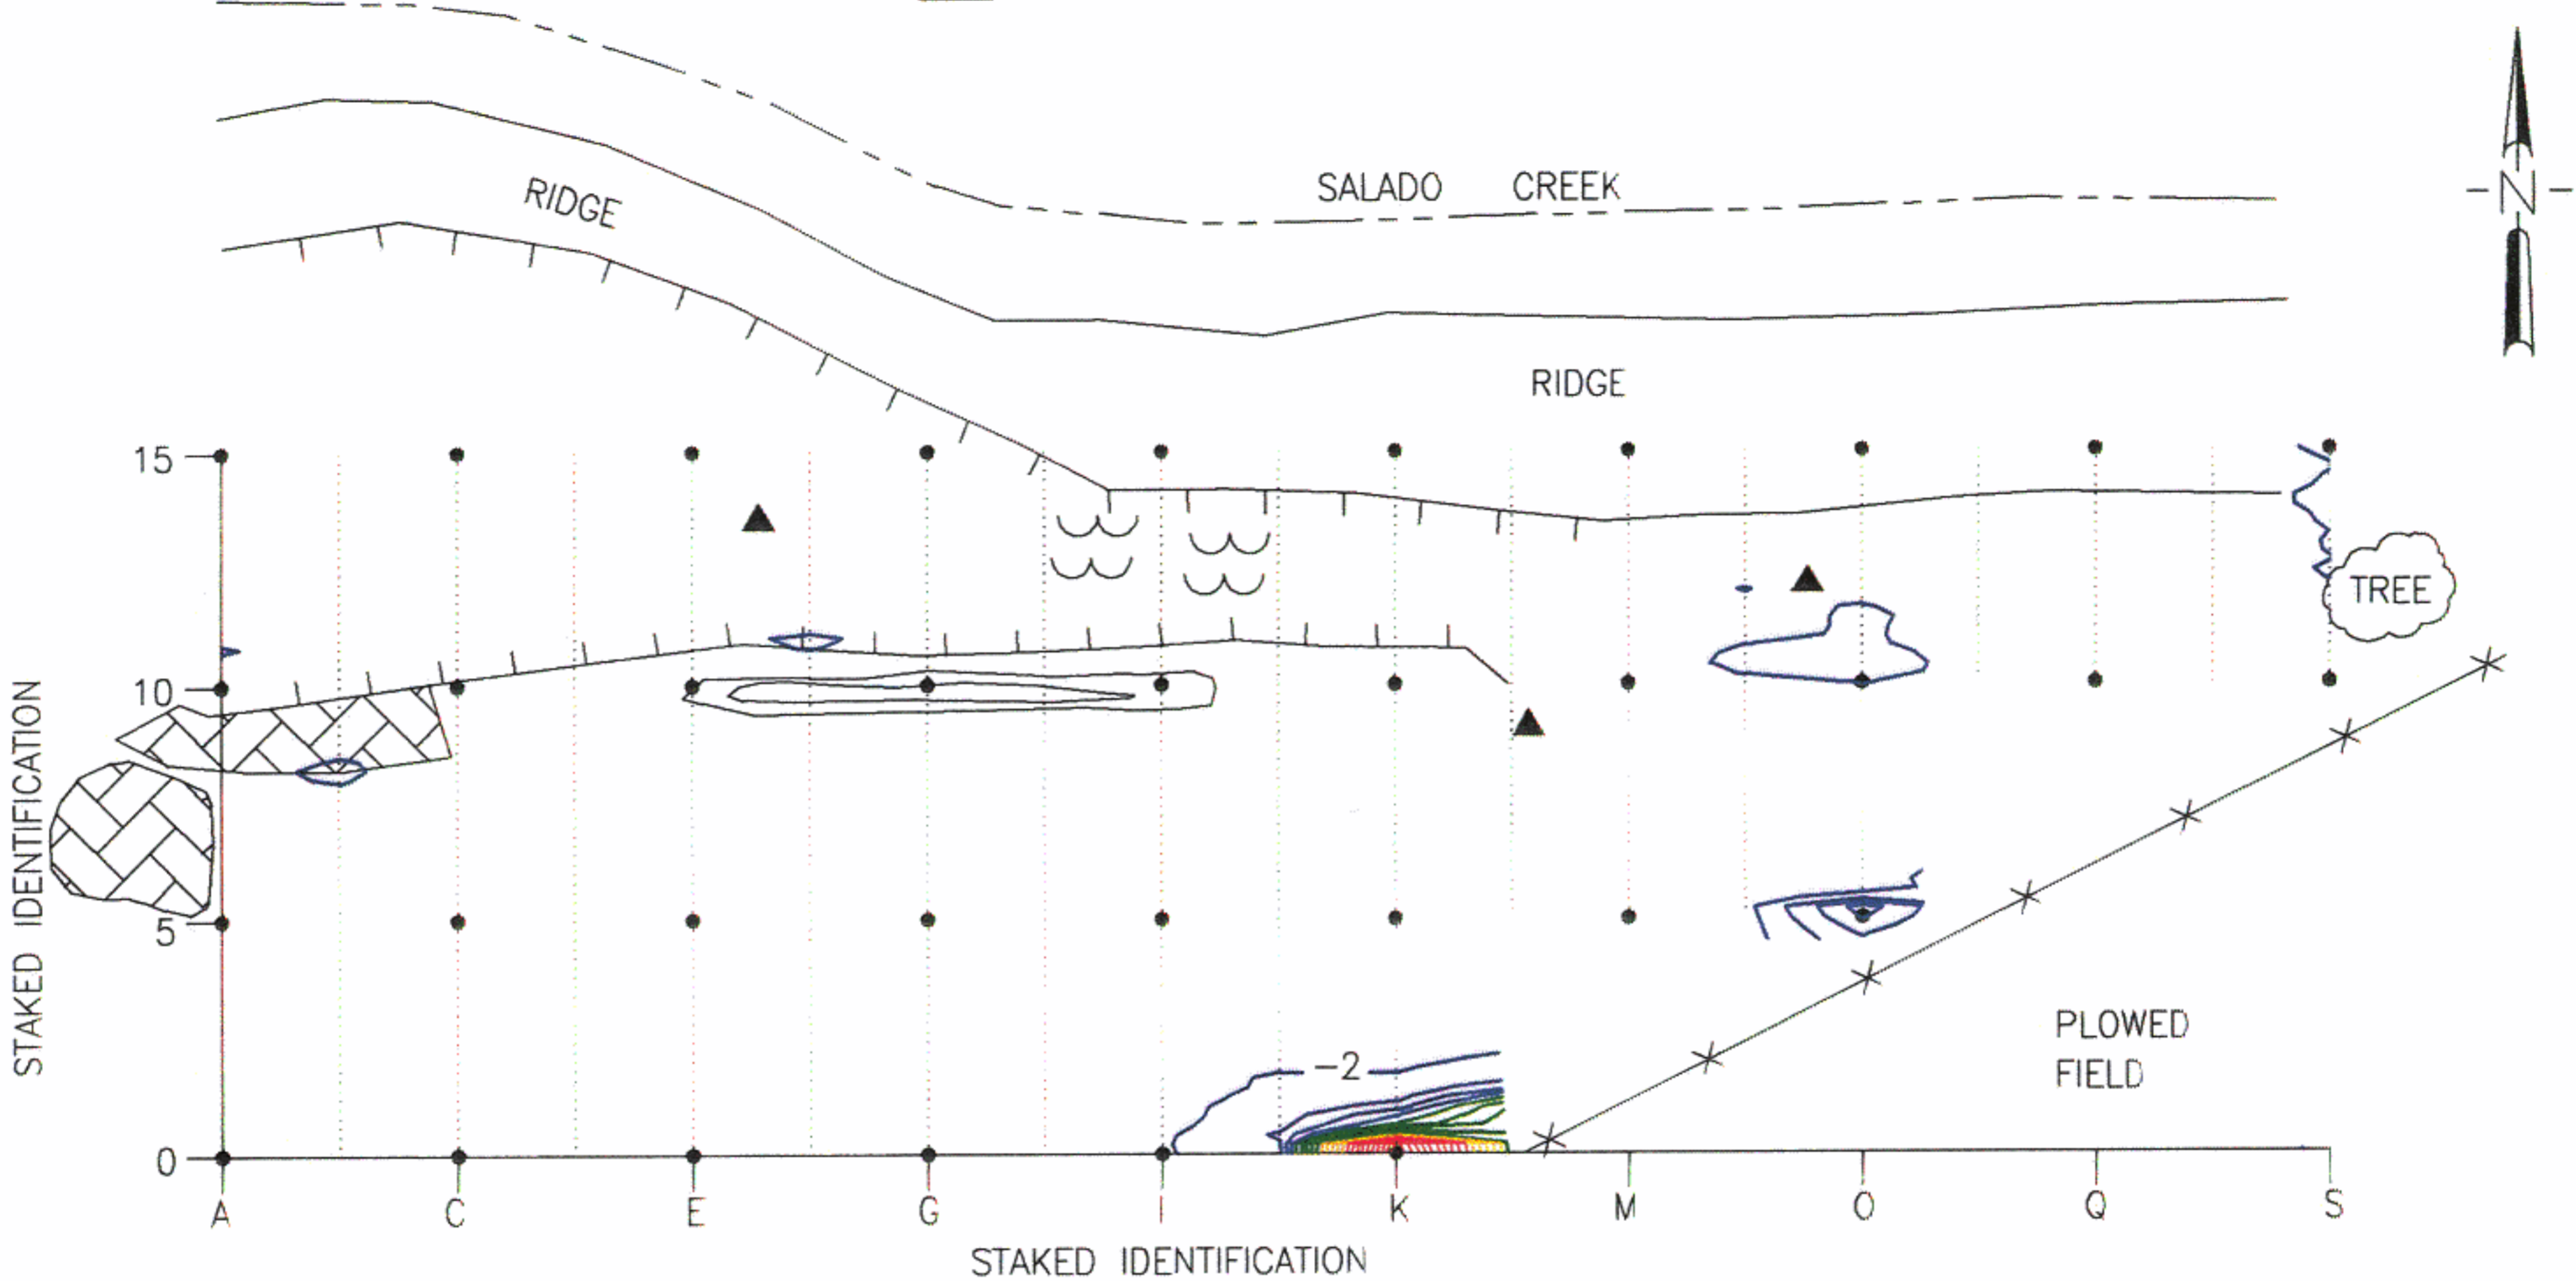 SALADO CREEK
N
RIDGE
RIDGE
15
TREE
10
5
0
STAKED IDENTIFICATION
PLOWED
FIELD
-2
A C E G I K M O Q S
STAKED IDENTIFICATION